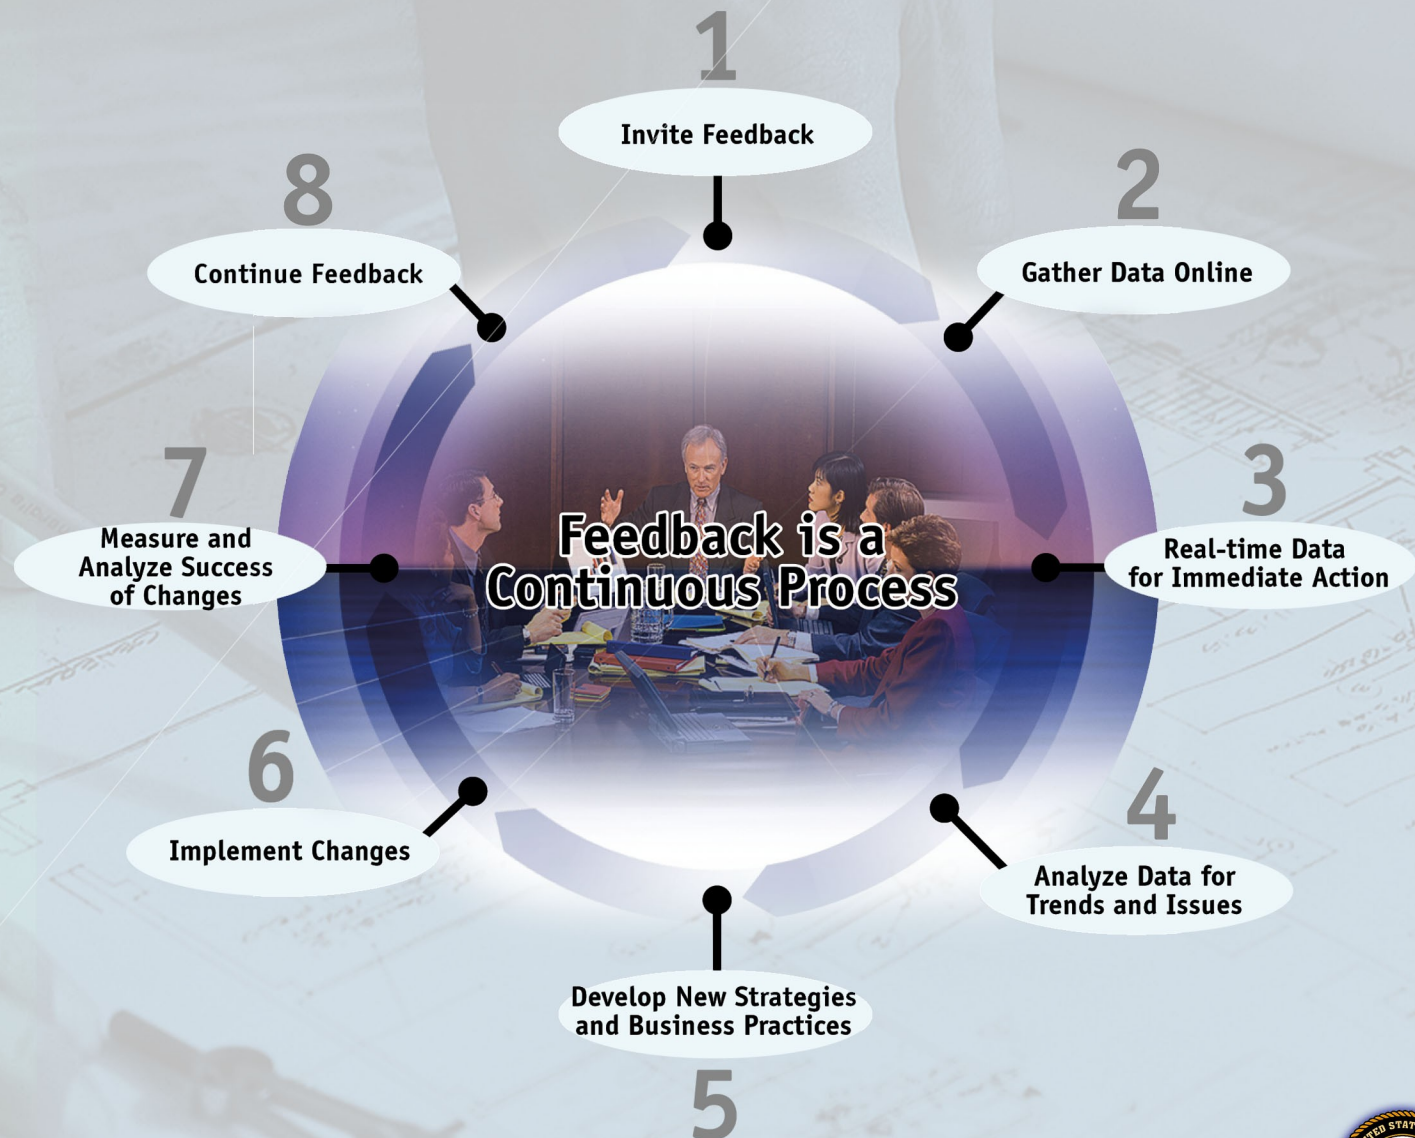 1
Invite Feedback
2
Gather Data Online
3
Real-time Data
for Immediate Action
4
Analyze Data for
Trends and Issues
5
Develop New Strategies
and Business Practices
6
Implement Changes
7
Measure and
Analyze Success
of Changes
8
Continue Feedback
Feedback is a
Continuous Process